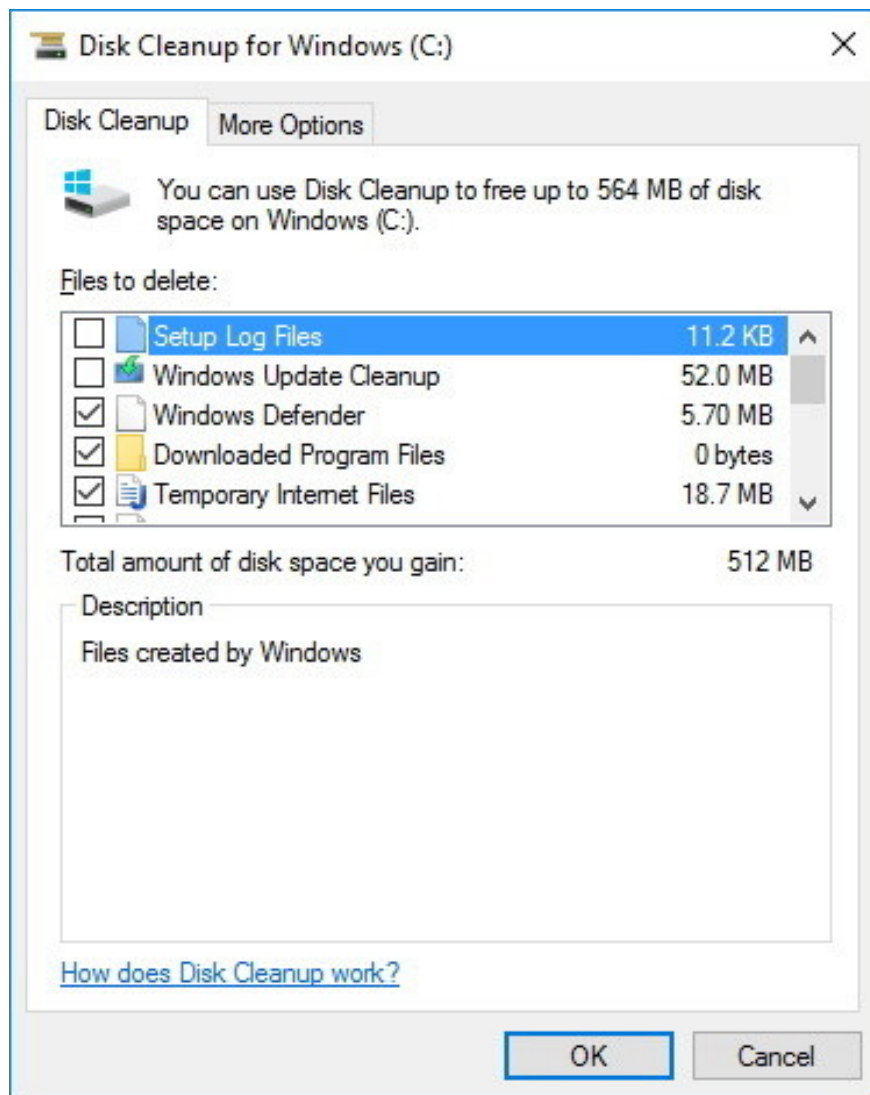 Disk Cleanup for Windows (C:)
Disk Cleanup
More Options
You can use Disk Cleanup to free up to 564 MB of disk
space on Windows (C:).
Files to delete:
Setup Log Files 11.2 KB
Windows Update Cleanup 52.0 MB
Windows Defender 5.70 MB
Downloaded Program Files 0 bytes
Temporary Internet Files 18.7 MB
Total amount of disk space you gain: 512 MB
Description
Files created by Windows
How does Disk Cleanup work?
OK
Cancel